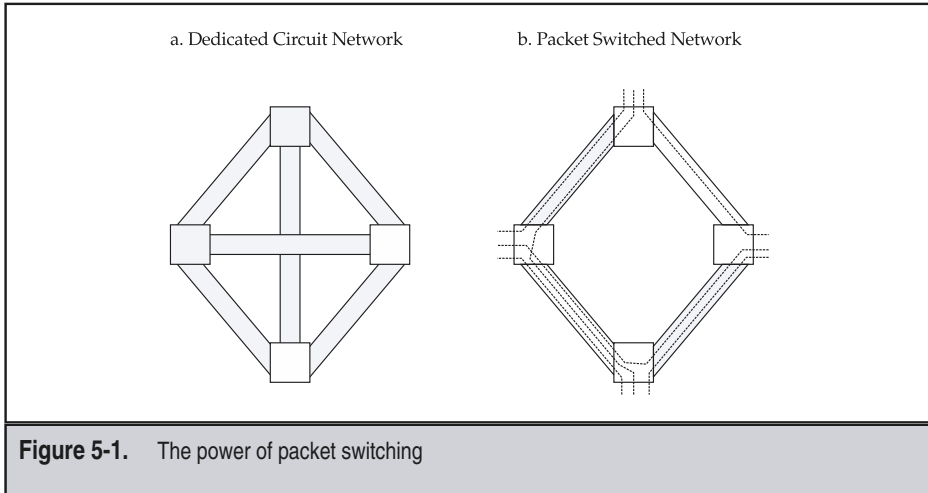 a. Dedicated Circuit Network
b. Packet Switched Network
Figure 5-1. The power of packet switching